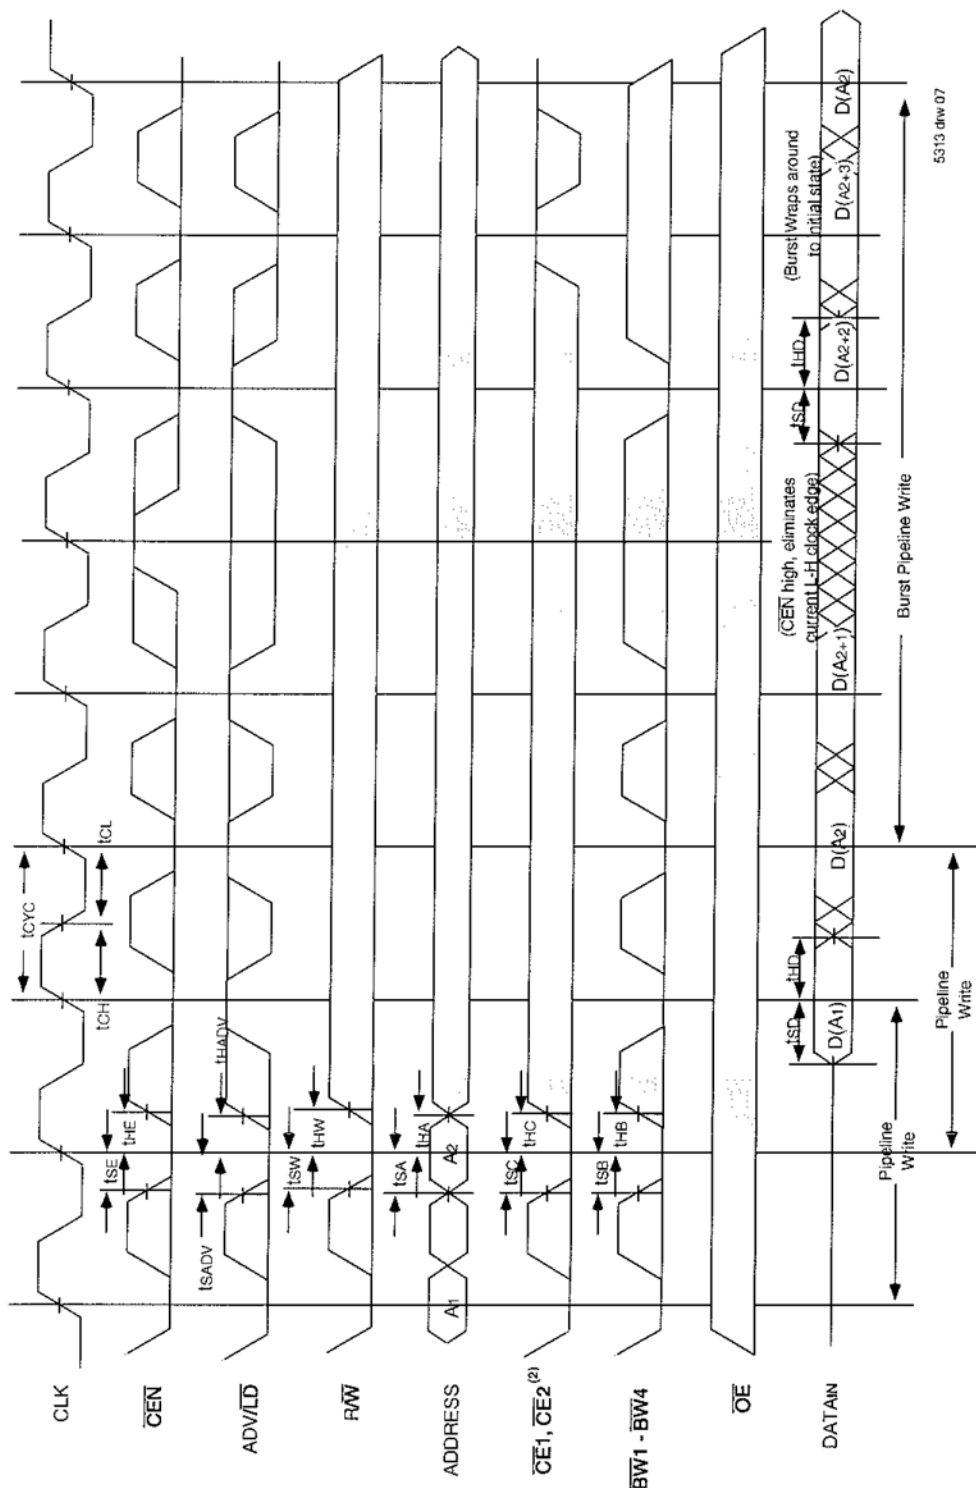 CLK
tCYC
tCH
tCL
CEN
tSE
tHE
ADV/LD
tSADV
tHADV
R/W
tSW
tHW
ADDRESS
A1
A2
tSA
tHA
CE1, CE2 (2)
tSC
tHC
BW1 - BW4
tSB
tHB
OE
(CEN high, eliminates
current L-H clock edge)
(Burst Wraps around
to initial state)
tSD
tHD
tSD
tHD
DATAIN
D(A1)
D(A2)
D(A2+1)
D(A2+2)
D(A2+3)
D(A2)
Pipeline
Write
Pipeline
Write
Burst Pipeline Write
5313 drw 07